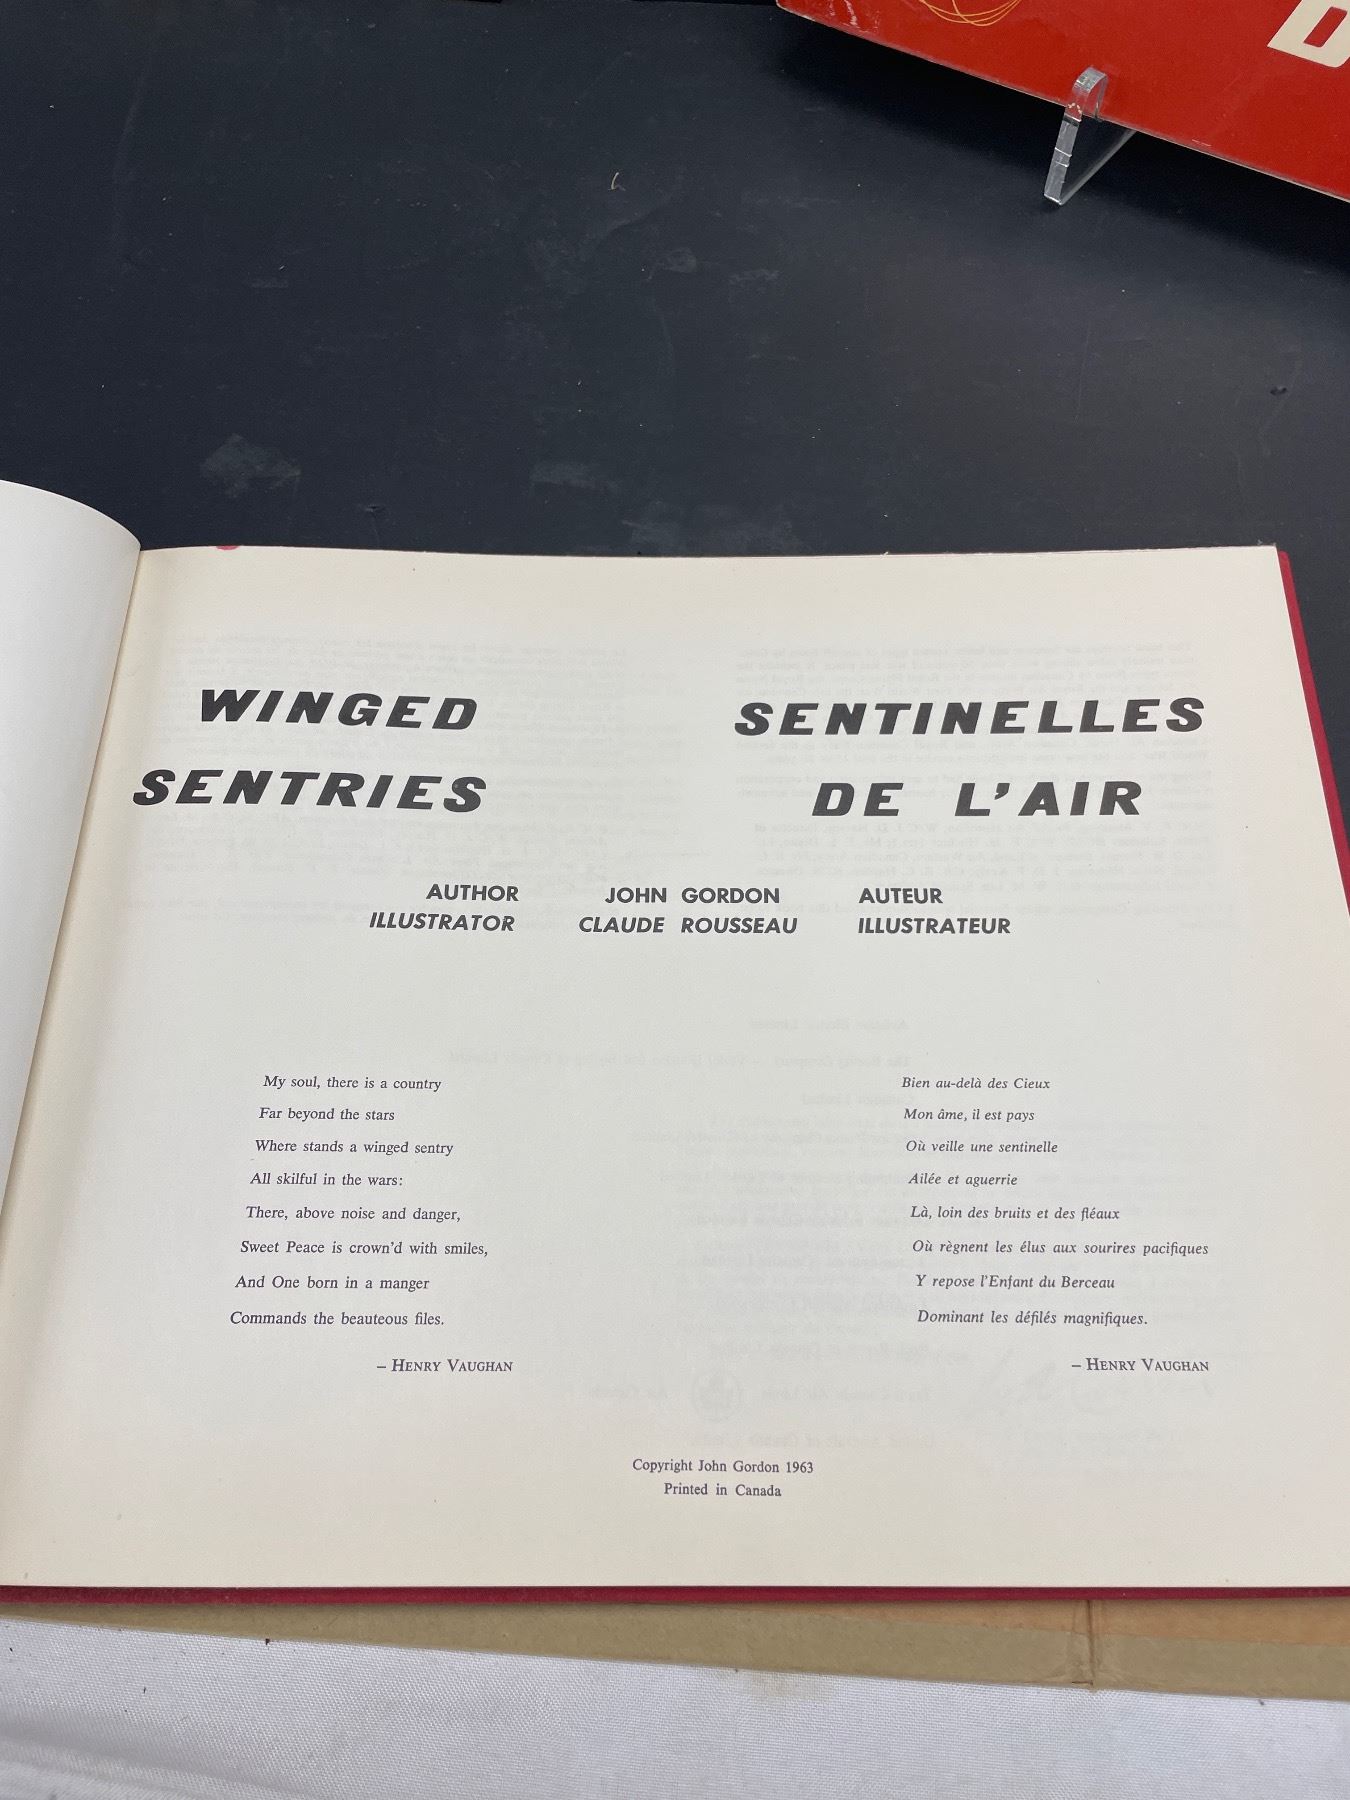 D
WINGED
SENTRIES
SENTINELLES
DE L'AIR
AUTHOR JOHN GORDON AUTEUR
ILLUSTRATOR CLAUDE ROUSSEAU ILLUSTRATEUR
My soul, there is a country
Far beyond the stars
Where stands a winged sentry
All skilful in the wars:
There, above noise and danger,
Sweet Peace is crown'd with smiles,
And One born in a manger
Commands the beauteous files.
– HENRY VAUGHAN
Bien au-delà des Cieux
Mon âme, il est pays
Où veille une sentinelle
Ailée et aguerrie
Là, loin des bruits et des fléaux
Où règnent les élus aux sourires pacifiques
Y repose l'Enfant du Berceau
Dominant les défilés magnifiques.
– HENRY VAUGHAN
Copyright John Gordon 1963
Printed in Canada